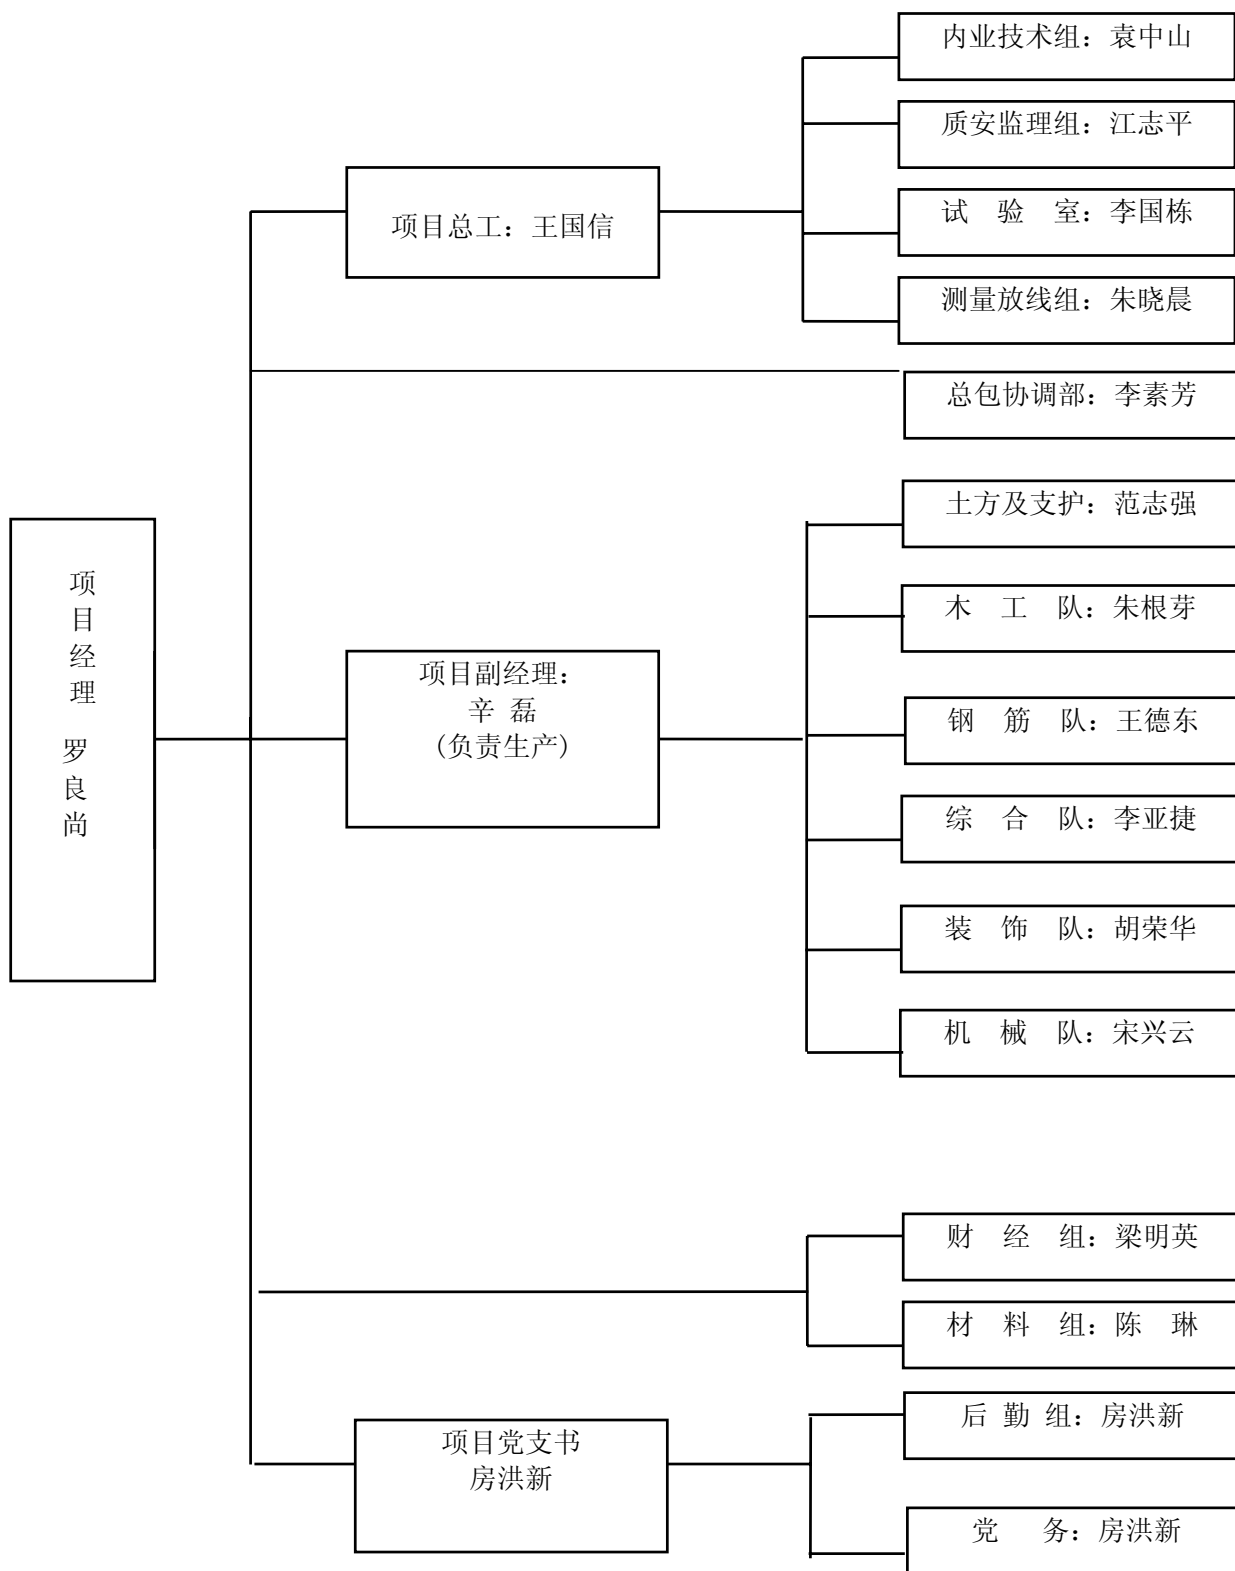 内业技术组：袁中山
质安监理组：江志平
试 验 室：李国栋
测量放线组：朱晓晨
项目总工：王国信
总包协调部：李素芳
项
目
经
理
罗
良
尚
项目副经理：
辛 磊
(负责生产)
土方及支护：范志强
木 工 队：朱根芽
钢 筋 队：王德东
综 合 队：李亚捷
装 饰 队：胡荣华
机 械 队：宋兴云
财 经 组：梁明英
材 料 组：陈 琳
项目党支书
房洪新
后 勤 组：房洪新
党 务：房洪新